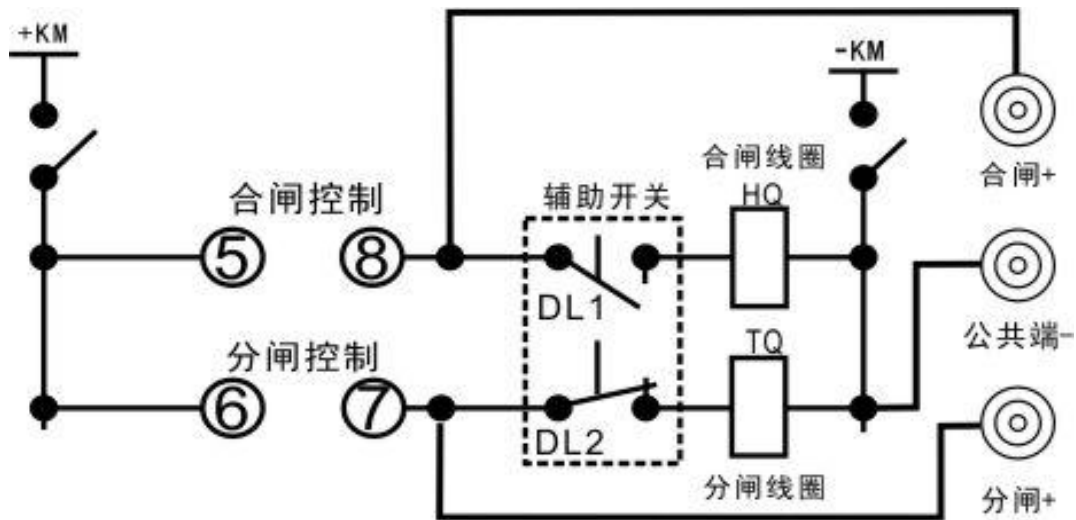 +KM
-KM
合闸线圈
合闸+
合闸控制
辅助开关
HQ
⑤
⑧
DL1
公共端-
分闸控制
TQ
⑥
⑦
DL2
分闸线圈
分闸+